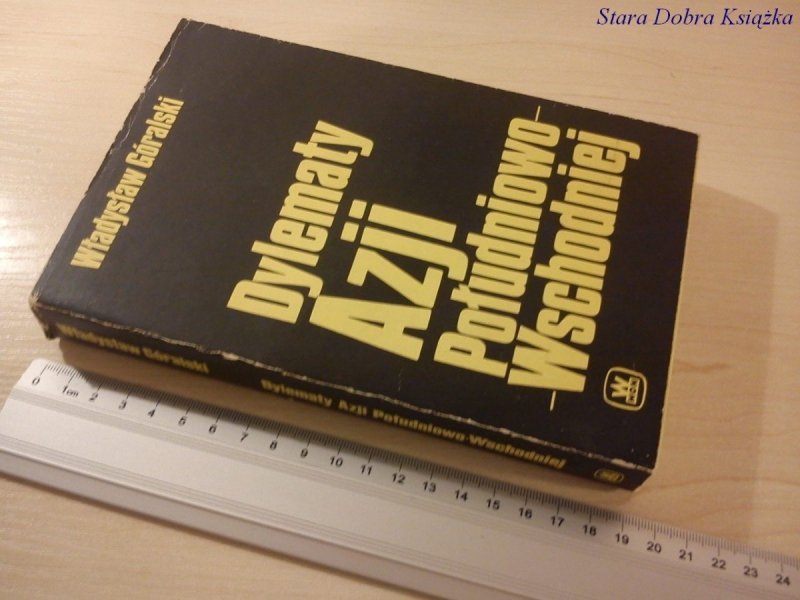 Stara Dobra Książka
Władysław Góralski
Dylematy
Azji
Południowo-
-Wschodniej
Władysław Góralski
Dylematy Azji Południowo-Wschodniej
0 1cm 2 3 4 5 6 7 8 9 10 11 12 13 14 15 16 17 18 19 20 21 22 23 24